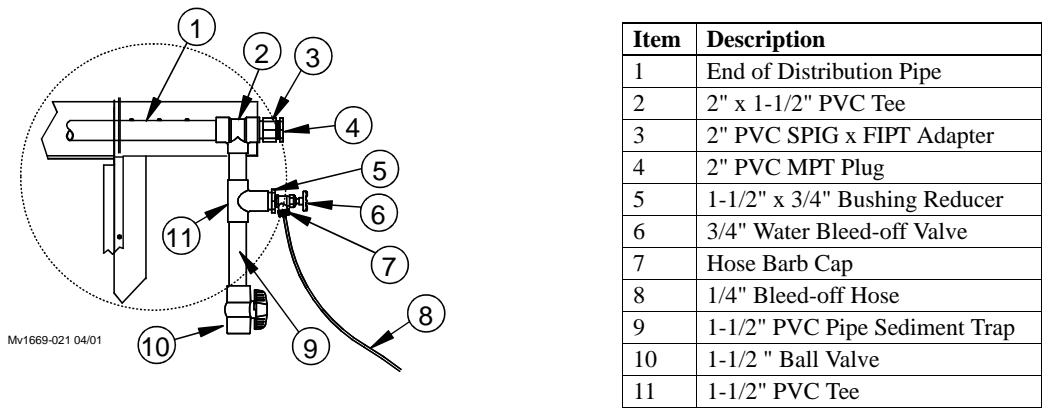 1
2
3
4
5
6
11
7
8
10
9
Mv1669-021 04/01
Item Description
1 End of Distribution Pipe
2 2" x 1-1/2" PVC Tee
3 2" PVC SPIG x FIPT Adapter
4 2" PVC MPT Plug
5 1-1/2" x 3/4" Bushing Reducer
6 3/4" Water Bleed-off Valve
7 Hose Barb Cap
8 1/4" Bleed-off Hose
9 1-1/2" PVC Pipe Sediment Trap
10 1-1/2 " Ball Valve
11 1-1/2" PVC Tee